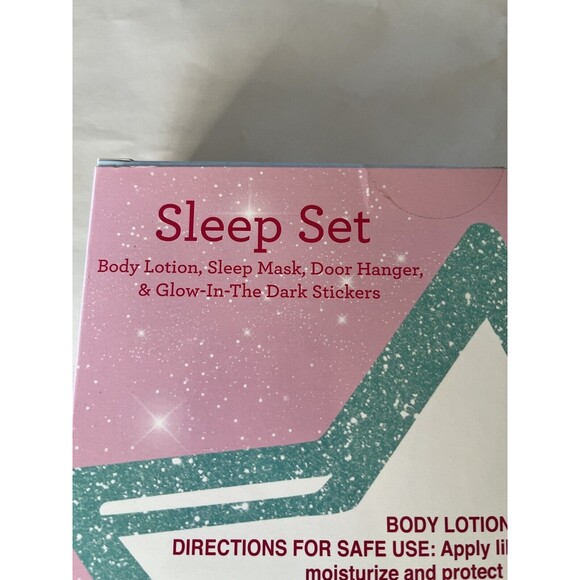 Sleep Set
Body Lotion, Sleep Mask, Door Hanger,
& Glow-In-The Dark Stickers
BODY LOTION
DIRECTIONS FOR SAFE USE: Apply
moisturize and protect